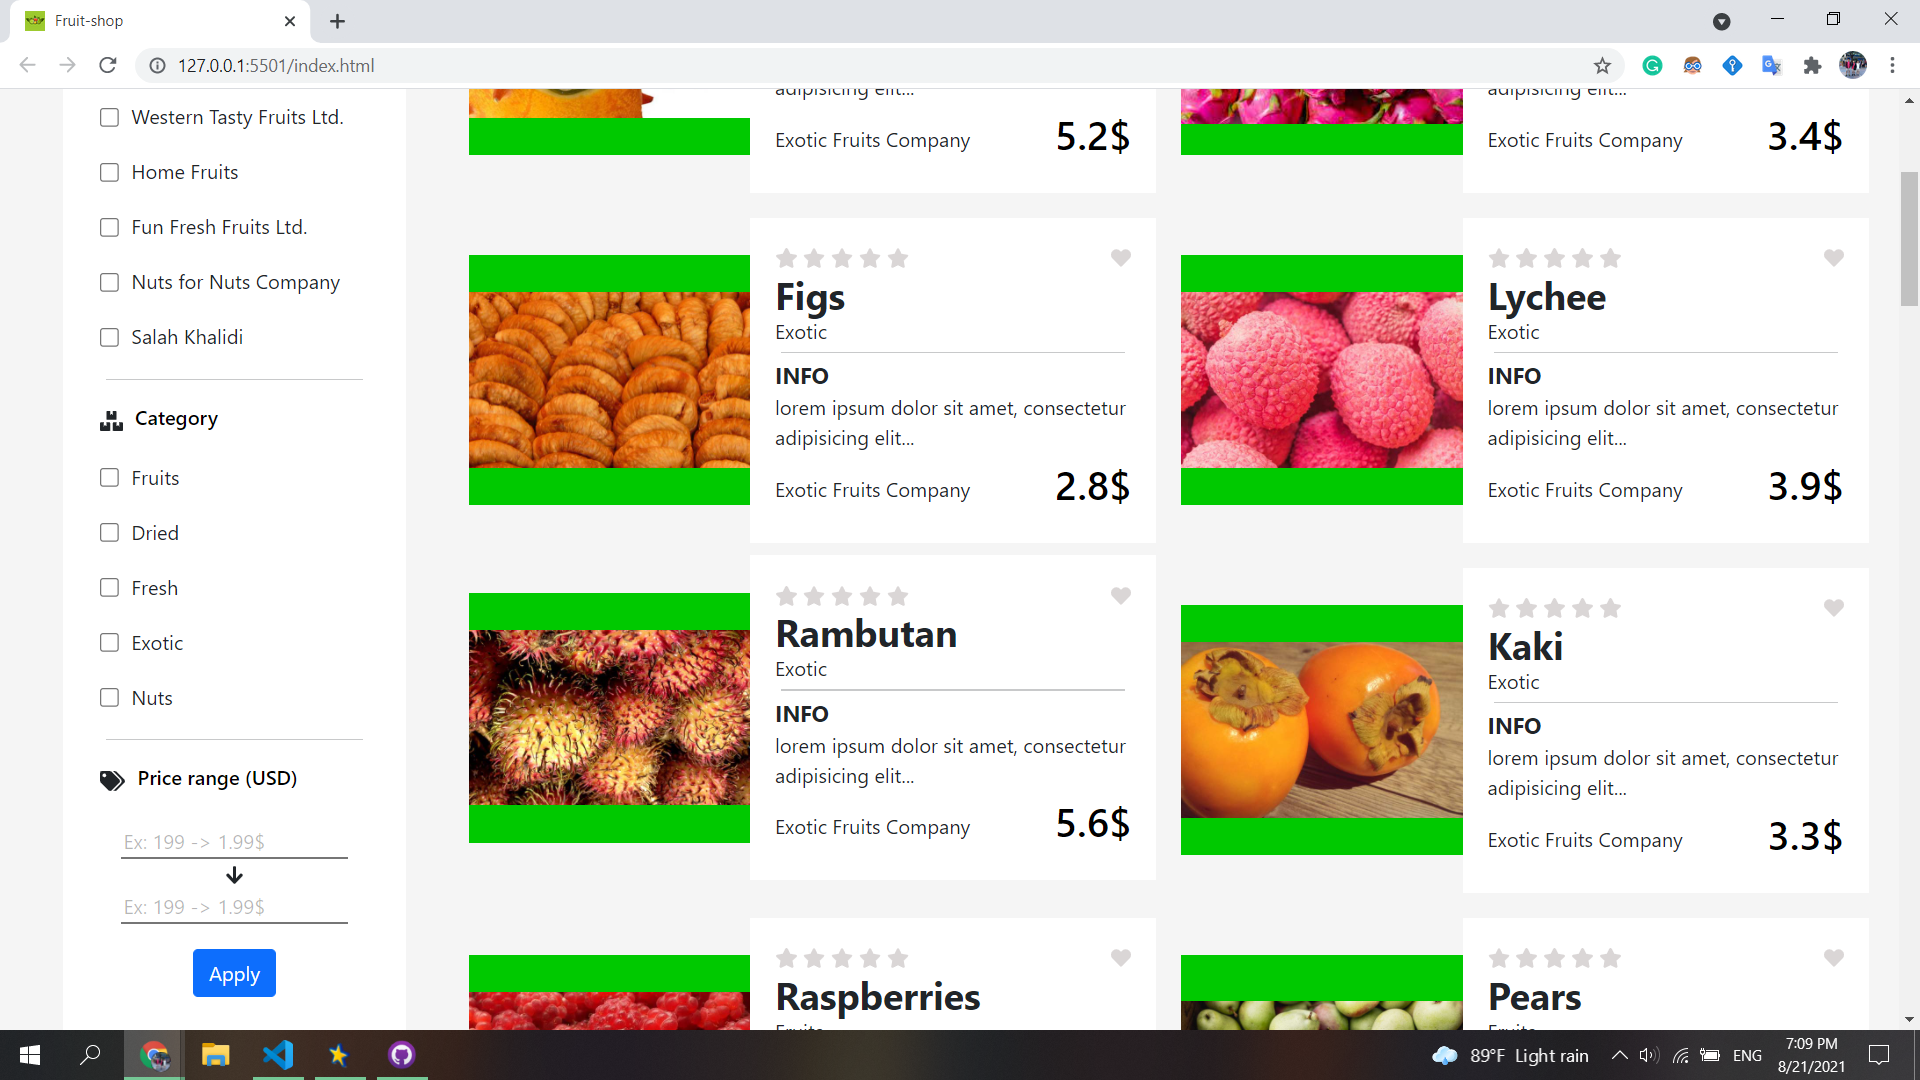 Fruit-shop
127.0.0.1:5501/index.html
Western Tasty Fruits Ltd.
Home Fruits
Fun Fresh Fruits Ltd.
Nuts for Nuts Company
Salah Khalidi
Category
Fruits
Dried
Fresh
Exotic
Nuts
Price range (USD)
Ex: 199 -> 1.99$
Ex: 199 -> 1.99$
Apply
adipisicing elit...
Exotic Fruits Company 5.2$
adipisicing elit...
Exotic Fruits Company 3.4$
Figs
Exotic
INFO
lorem ipsum dolor sit amet, consectetur
adipisicing elit...
Exotic Fruits Company 2.8$
Lychee
Exotic
INFO
lorem ipsum dolor sit amet, consectetur
adipisicing elit...
Exotic Fruits Company 3.9$
Rambutan
Exotic
INFO
lorem ipsum dolor sit amet, consectetur
adipisicing elit...
Exotic Fruits Company 5.6$
Kaki
Exotic
INFO
lorem ipsum dolor sit amet, consectetur
adipisicing elit...
Exotic Fruits Company 3.3$
Raspberries
Fruits
Pears
Fruits
89°F Light rain
ENG
7:09 PM
8/21/2021